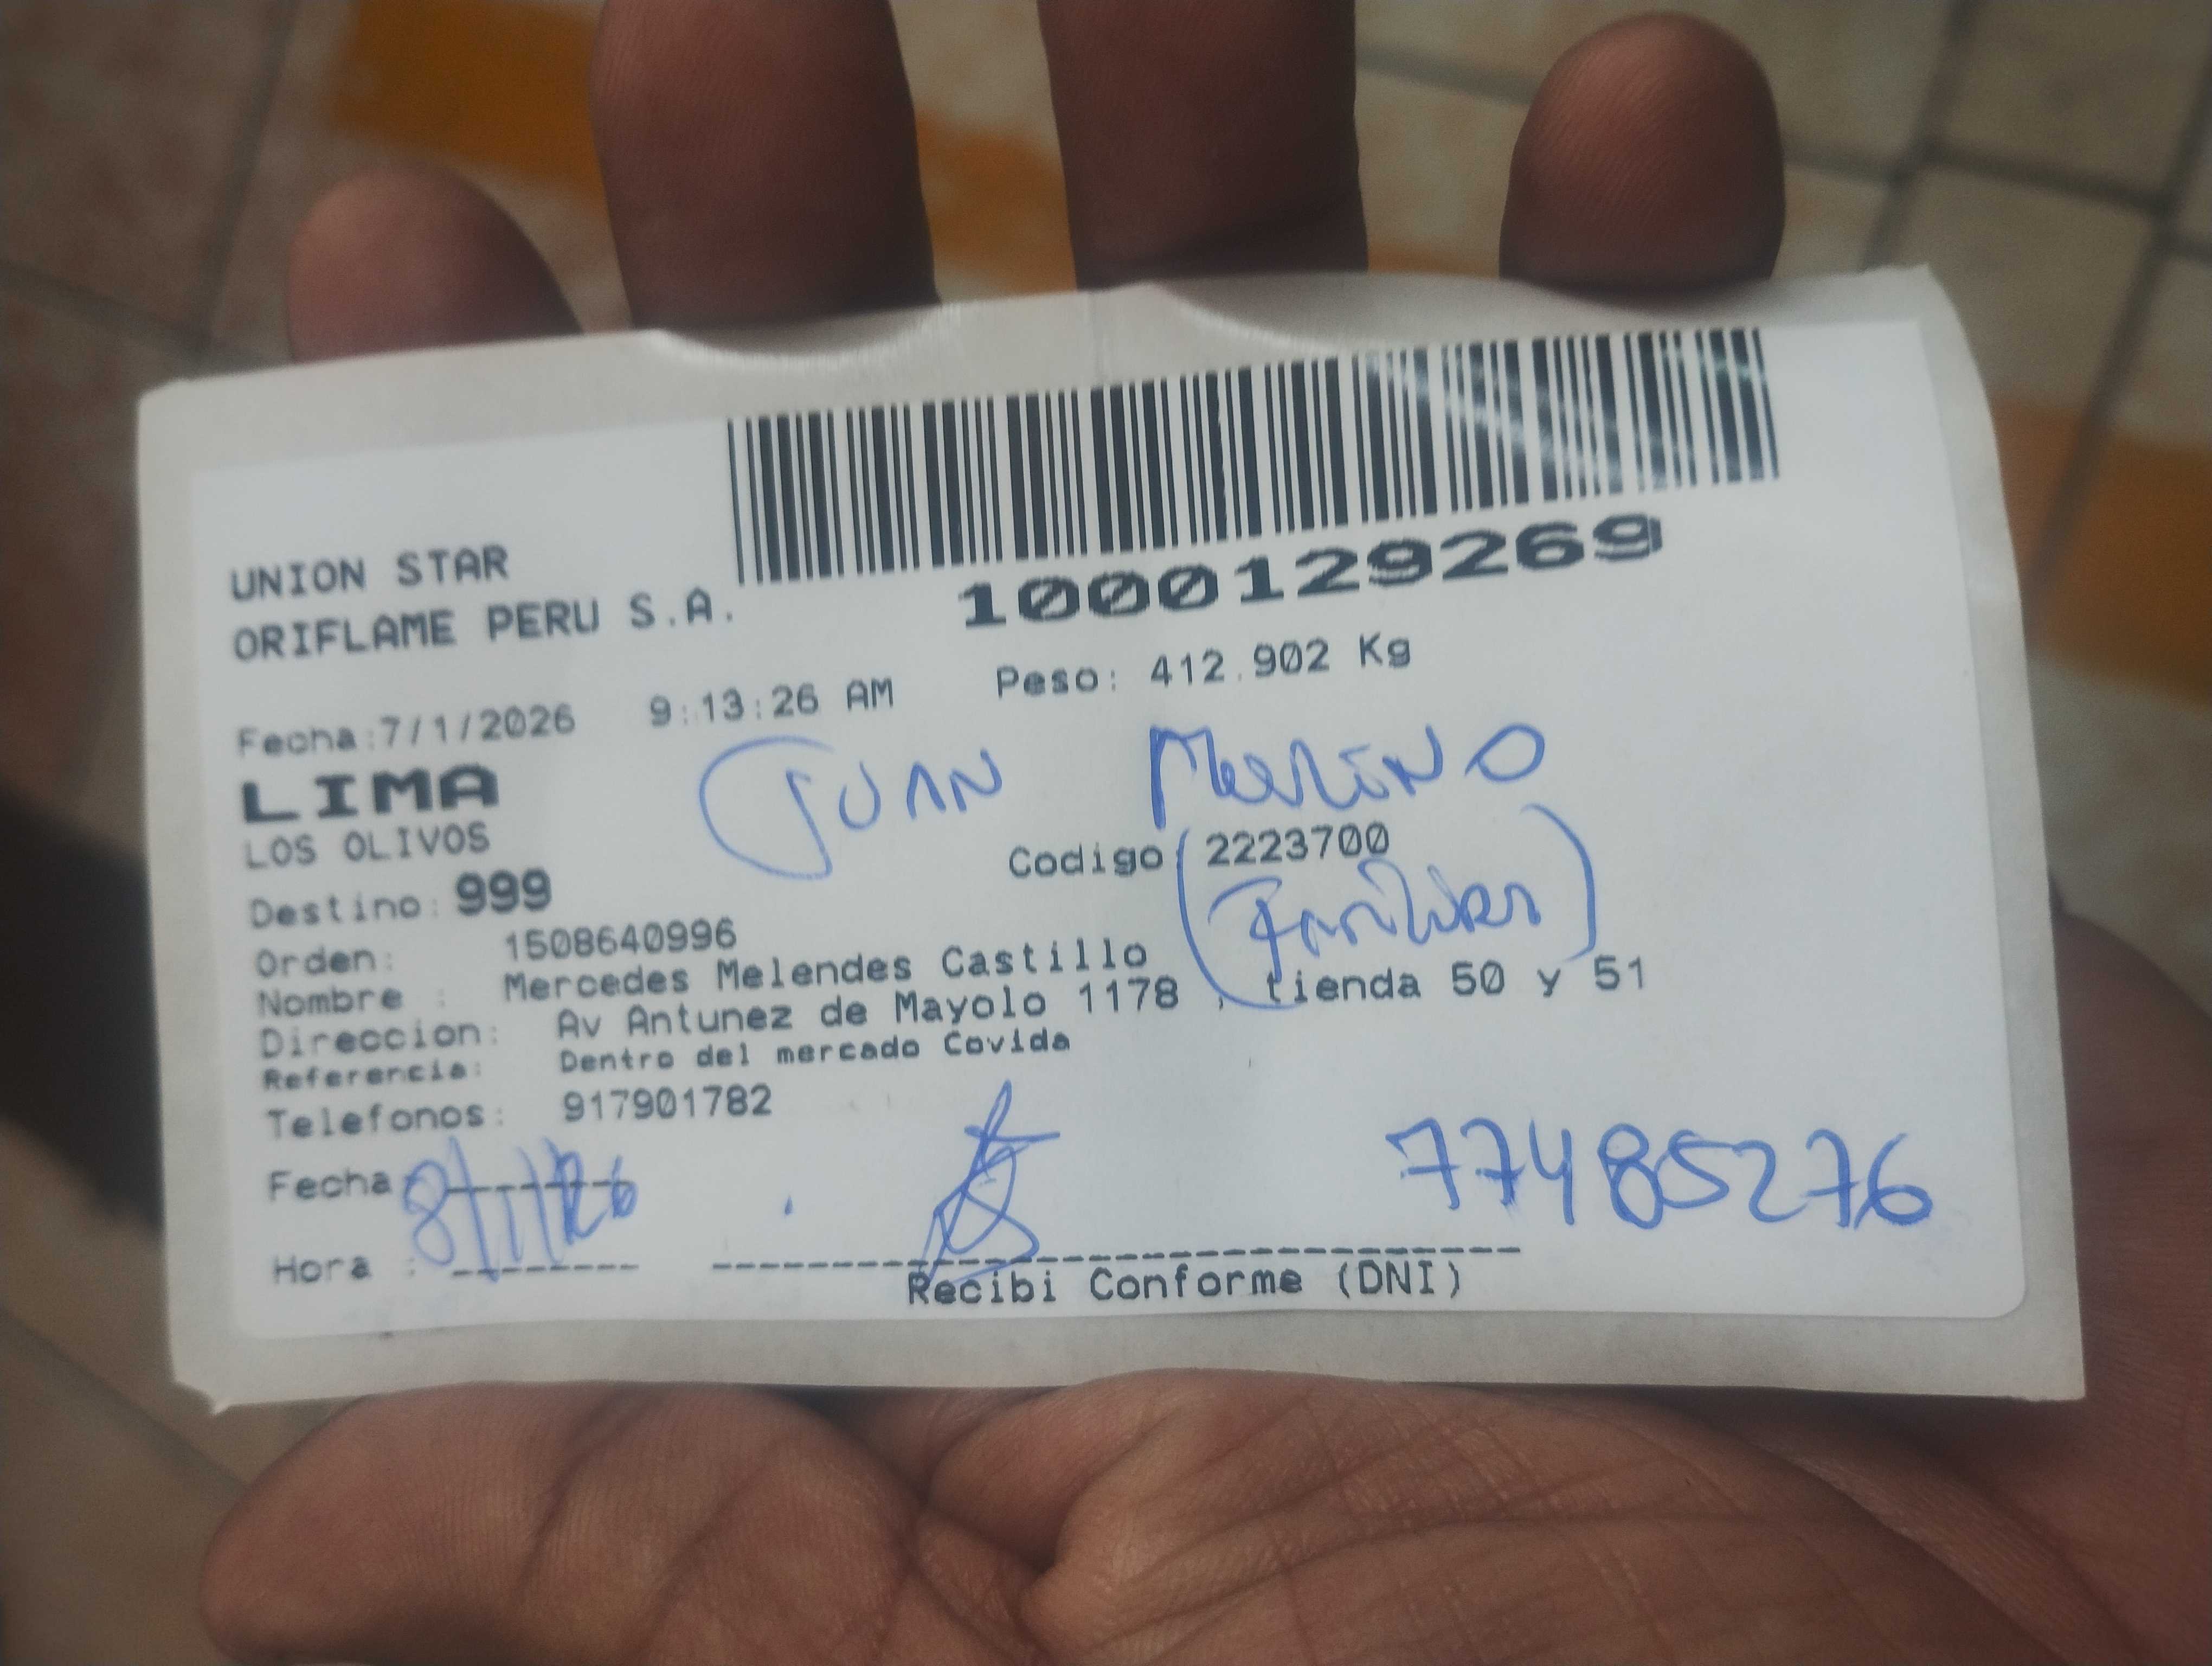 UNION STAR
ORIFLAME PERU S.A.
1000129269
Fecha:7/1/2026 9:13:26 AM Peso: 412.902 Kg
LIMA
JUAN MERINO
LOS OLIVOS
Codigo 2223700
Destino: 999
(Familiar)
Orden: 1508640996
Nombre : Mercedes Melendes Castillo
Direccion: Av Antunez de Mayolo 1178 , tienda 50 y 51
Referencia: Dentro del mercado Covida
Telefonos: 917901782
Fecha 8/1/26
77485276
Hora :
Recibi Conforme (DNI)